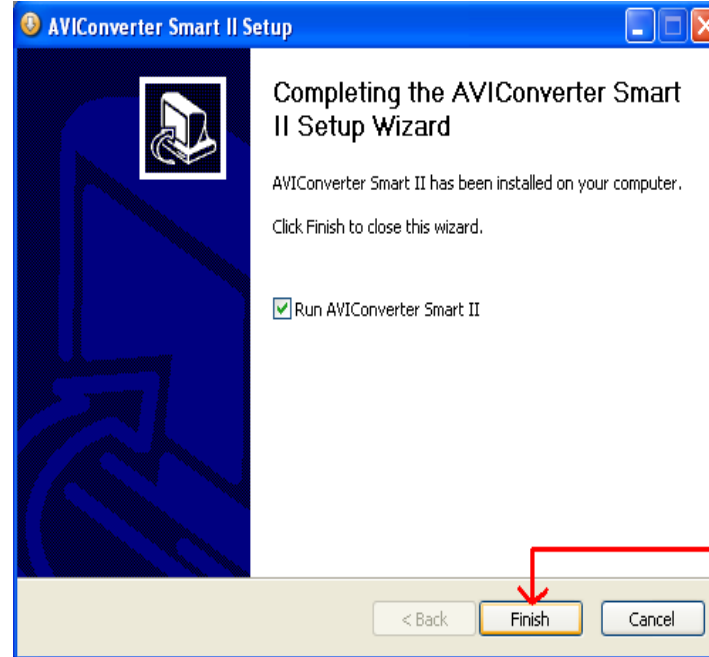 AVIConverter Smart II Setup
Completing the AVIConverter Smart
II Setup Wizard
AVIConverter Smart II has been installed on your computer.
Click Finish to close this wizard.
Run AVIConverter Smart II
< Back Finish Cancel